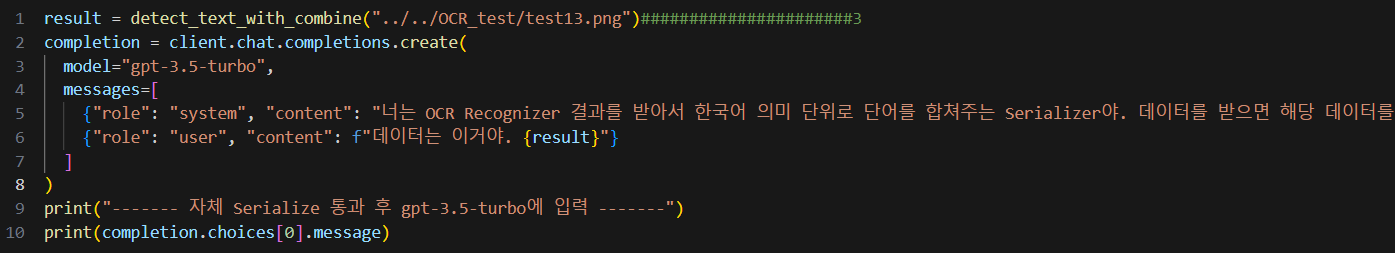 1 result = detect_text_with_combine("../../OCR_test/test13.png")######################3
2 completion = client.chat.completions.create(
3 model="gpt-3.5-turbo",
4 messages=[
5 {"role": "system", "content": "너는 OCR Recognizer 결과를 받아서 한국어 의미 단위로 단어를 합쳐주는 Serializer야. 데이터를 받으면 해당 데이터를
6 {"role": "user", "content": f"데이터는 이거야. {result}"}
7 ]
8 )
9 print("------- 자체 Serialize 통과 후 gpt-3.5-turbo에 입력 -------")
10 print(completion.choices[0].message)